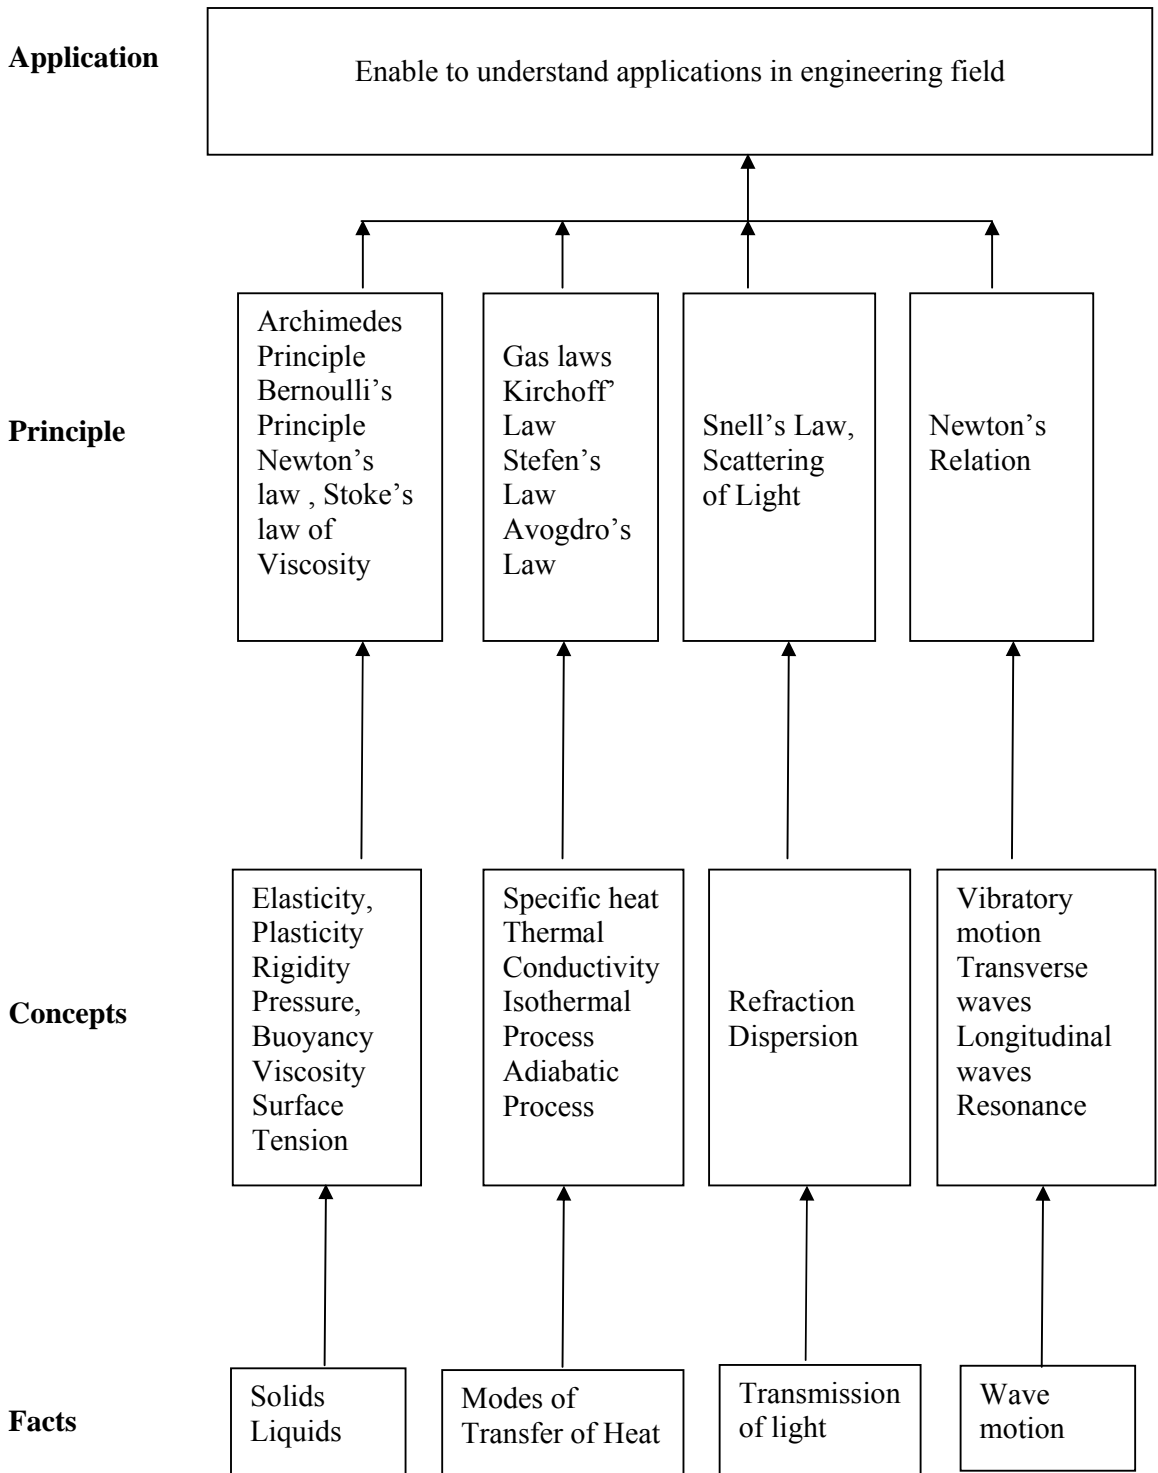 Application
Enable to understand applications in engineering field
Principle
Archimedes
Principle
Bernoulli's
Principle
Newton's
law , Stoke's
law of
Viscosity
Gas laws
Kirchoff'
Law
Stefen's
Law
Avogdro's
Law
Snell's Law,
Scattering
of Light
Newton's
Relation
Concepts
Elasticity,
Plasticity
Rigidity
Pressure,
Buoyancy
Viscosity
Surface
Tension
Specific heat
Thermal
Conductivity
Isothermal
Process
Adiabatic
Process
Refraction
Dispersion
Vibratory
motion
Transverse
waves
Longitudinal
waves
Resonance
Facts
Solids
Liquids
Modes of
Transfer of Heat
Transmission
of light
Wave
motion